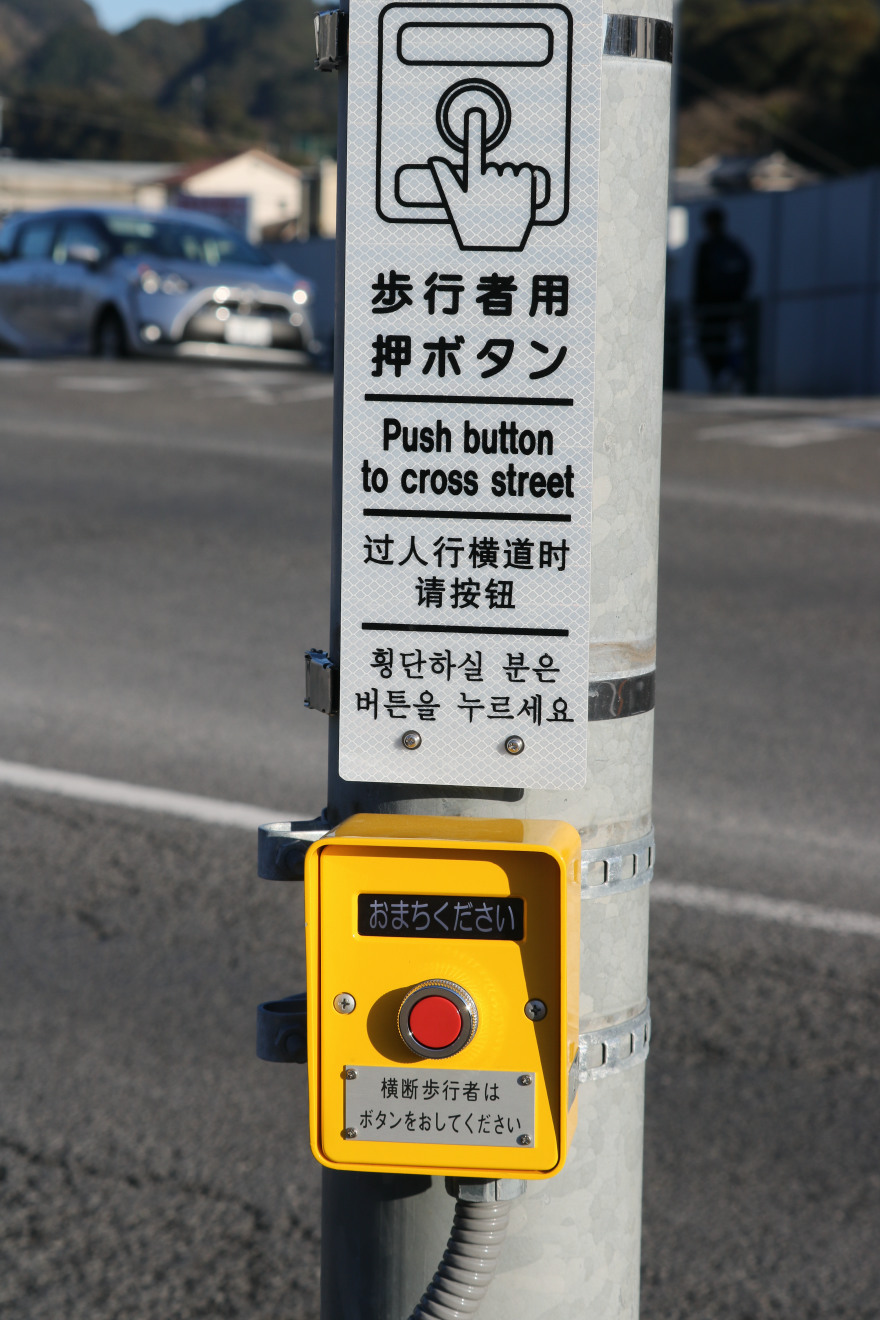 歩行者用
押ボタン
Push button
to cross street
过人行横道时
请按钮
횡단하실 분은
버튼을 누르세요
おまちください
横断歩行者は
ボタンをおしてください